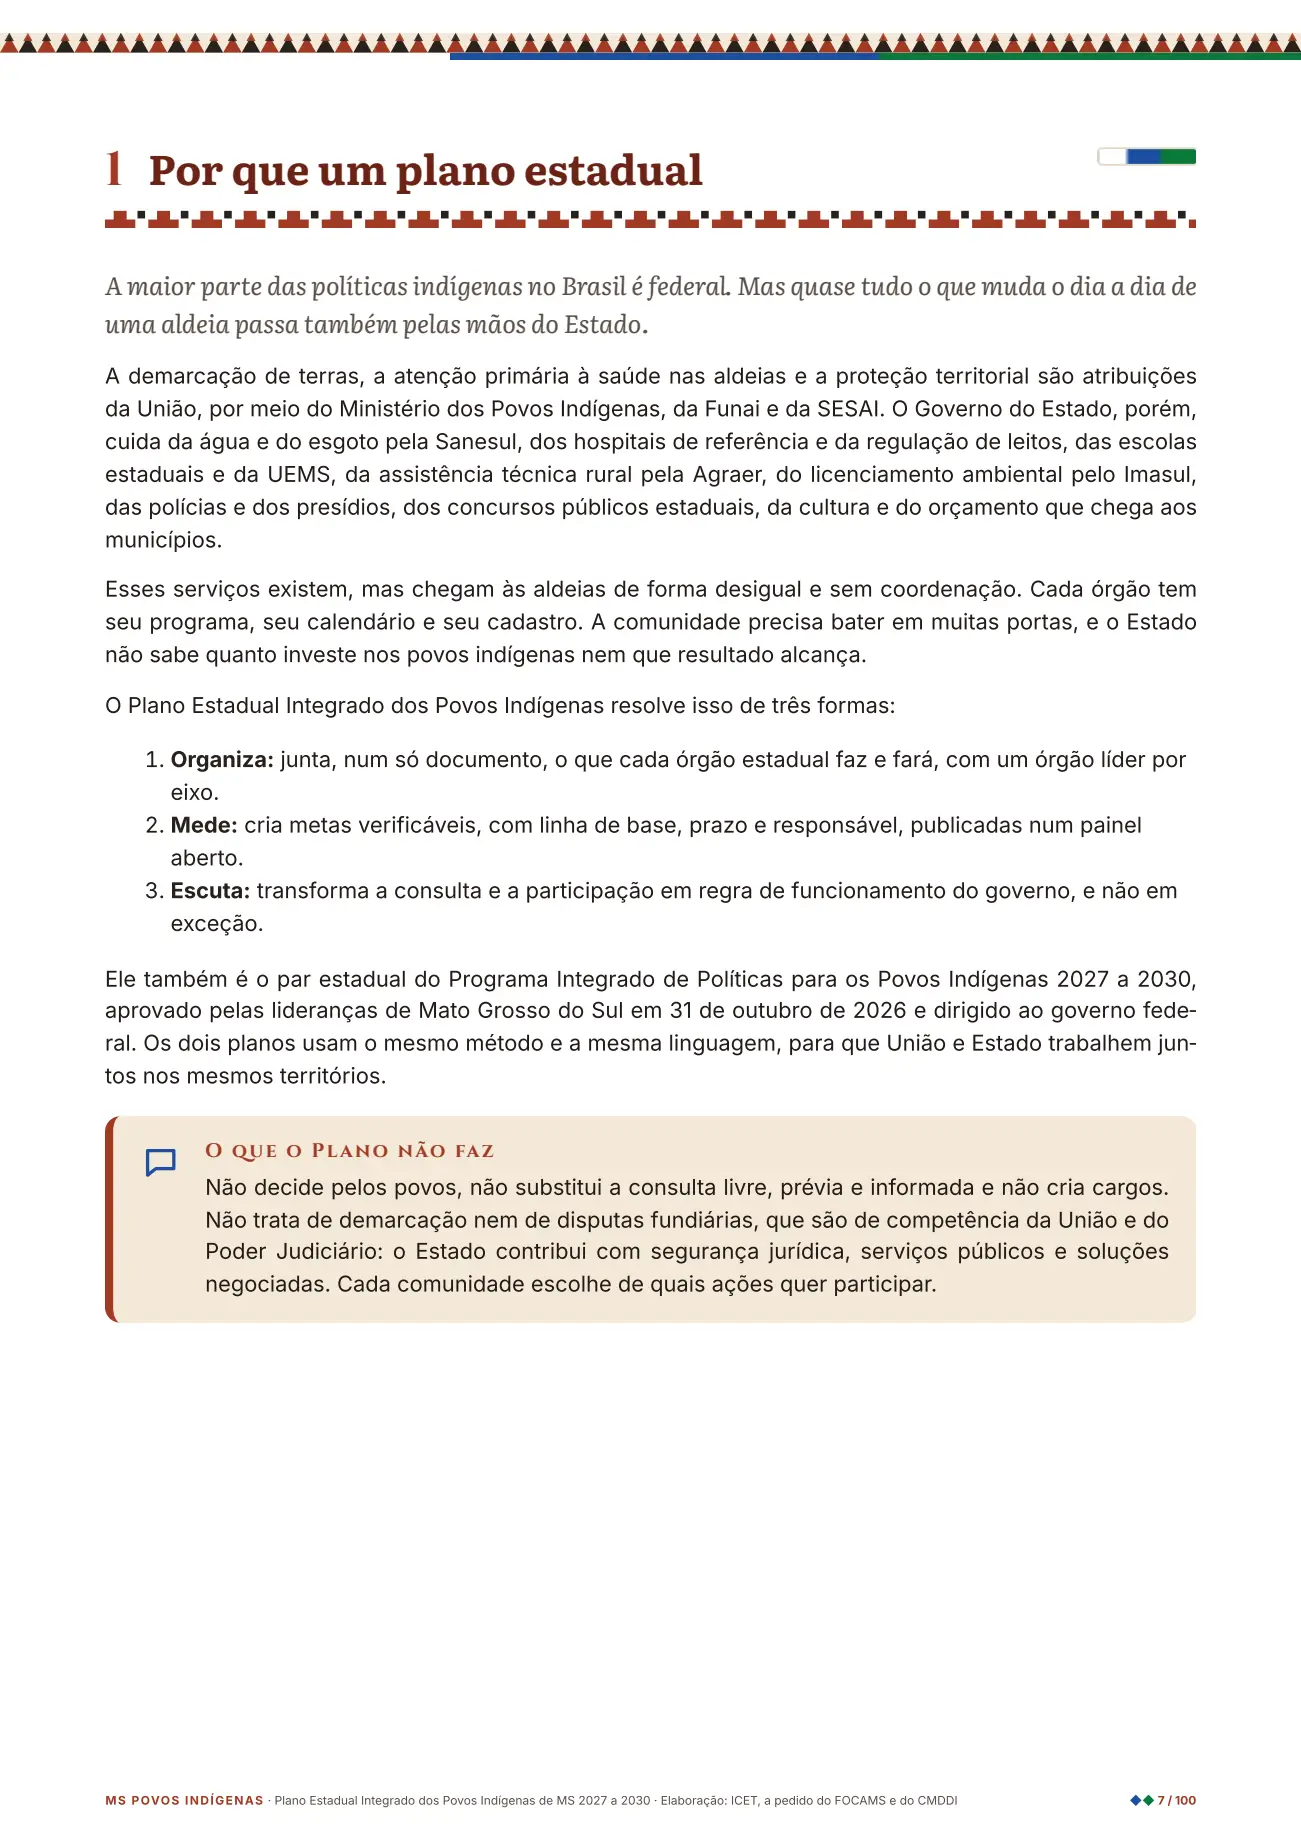 1 Por que um plano estadual
A maior parte das políticas indígenas no Brasil é federal. Mas quase tudo o que muda o dia a dia de
uma aldeia passa também pelas mãos do Estado.
A demarcação de terras, a atenção primária à saúde nas aldeias e a proteção territorial são atribuições
da União, por meio do Ministério dos Povos Indígenas, da Funai e da SESAI. O Governo do Estado, porém,
cuida da água e do esgoto pela Sanesul, dos hospitais de referência e da regulação de leitos, das escolas
estaduais e da UEMS, da assistência técnica rural pela Agraer, do licenciamento ambiental pelo Imasul,
das polícias e dos presídios, dos concursos públicos estaduais, da cultura e do orçamento que chega aos
municípios.
Esses serviços existem, mas chegam às aldeias de forma desigual e sem coordenação. Cada órgão tem
seu programa, seu calendário e seu cadastro. A comunidade precisa bater em muitas portas, e o Estado
não sabe quanto investe nos povos indígenas nem que resultado alcança.
O Plano Estadual Integrado dos Povos Indígenas resolve isso de três formas:
1. Organiza: junta, num só documento, o que cada órgão estadual faz e fará, com um órgão líder por
eixo.
2. Mede: cria metas verificáveis, com linha de base, prazo e responsável, publicadas num painel
aberto.
3. Escuta: transforma a consulta e a participação em regra de funcionamento do governo, e não em
exceção.
Ele também é o par estadual do Programa Integrado de Políticas para os Povos Indígenas 2027 a 2030,
aprovado pelas lideranças de Mato Grosso do Sul em 31 de outubro de 2026 e dirigido ao governo fede-
ral. Os dois planos usam o mesmo método e a mesma linguagem, para que União e Estado trabalhem jun-
tos nos mesmos territórios.
O que o Plano não faz
Não decide pelos povos, não substitui a consulta livre, prévia e informada e não cria cargos.
Não trata de demarcação nem de disputas fundiárias, que são de competência da União e do
Poder Judiciário: o Estado contribui com segurança jurídica, serviços públicos e soluções
negociadas. Cada comunidade escolhe de quais ações quer participar.
MS POVOS INDÍGENAS · Plano Estadual Integrado dos Povos Indígenas de MS 2027 a 2030 · Elaboração: ICET, a pedido do FOCAMS e do CMDDI
7 / 100